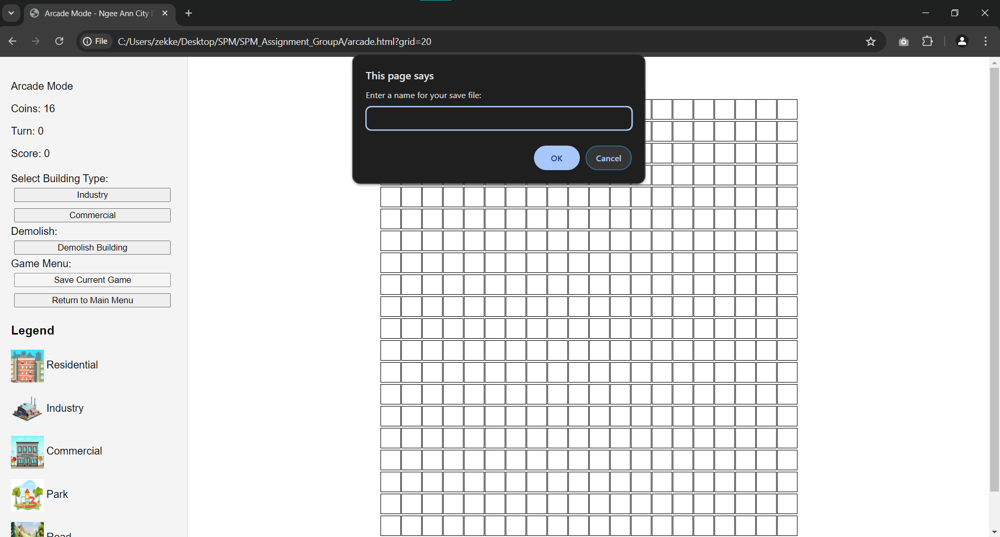 Arcade Mode - Ngee Ann City
File
C:/Users/zekke/Desktop/SPM/SPM_Assignment_GroupA/arcade.html?grid=20
This page says
Enter a name for your save file:
OK
Cancel
Arcade Mode
Coins: 16
Turn: 0
Score: 0
Select Building Type:
Industry
Commercial
Demolish:
Demolish Building
Game Menu:
Save Current Game
Return to Main Menu
Legend
Residential
Industry
Commercial
Park
Road